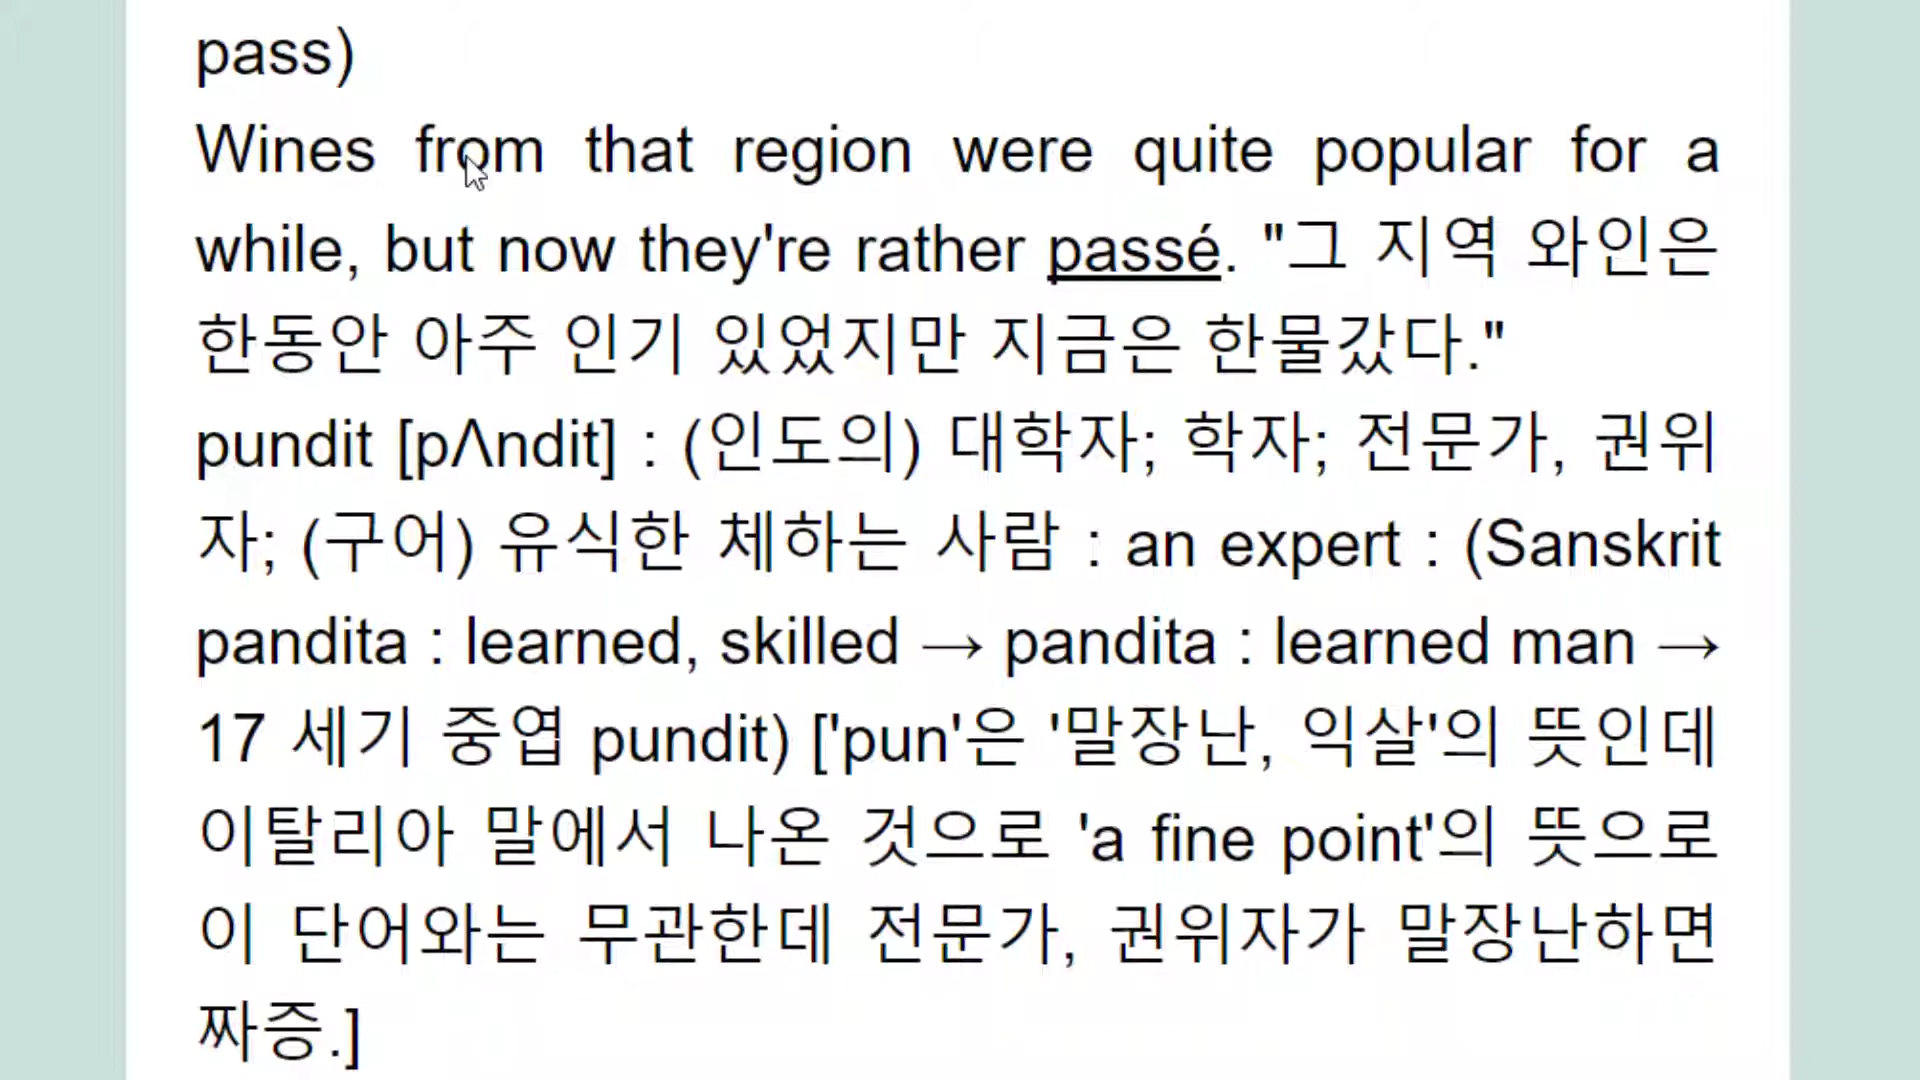 pass)
Wines from that region were quite popular for a
while, but now they're rather passé. "그 지역 와인은
한동안 아주 인기 있었지만 지금은 한물갔다."
pundit [pΛndit] : (인도의) 대학자; 학자; 전문가, 권위
자; (구어) 유식한 체하는 사람 : an expert : (Sanskrit
pandita : learned, skilled → pandita : learned man →
17 세기 중엽 pundit) ['pun'은 '말장난, 익살'의 뜻인데
이탈리아 말에서 나온 것으로 'a fine point'의 뜻으로
이 단어와는 무관한데 전문가, 권위자가 말장난하면
짜증.]